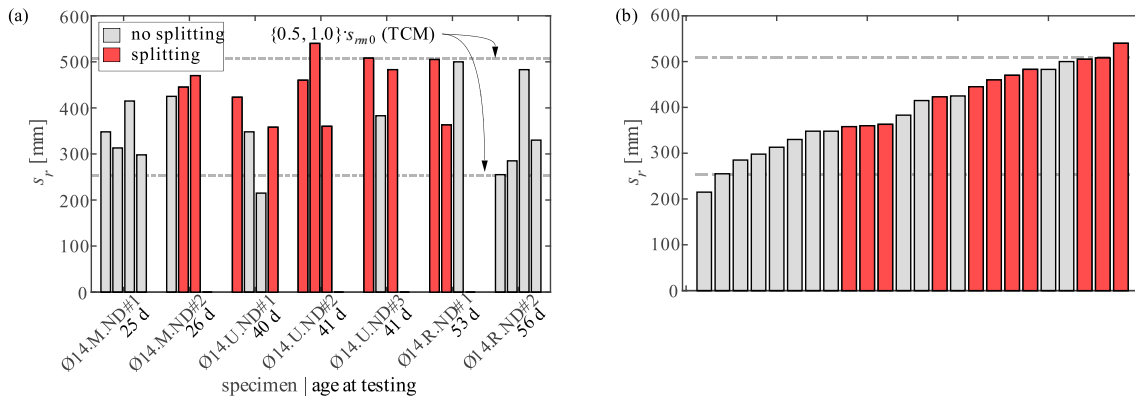 (a)
600
500
400
300
200
100
0
s_r [mm]
no splitting
splitting
{0.5, 1.0}·s_rm0 (TCM)
Ø14.M.ND#1
25 d
Ø14.M.ND#2
26 d
Ø14.U.ND#1
40 d
Ø14.U.ND#2
41 d
Ø14.U.ND#3
41 d
Ø14.R.ND#1
53 d
Ø14.R.ND#2
56 d
specimen | age at testing
(b)
600
500
400
300
200
100
0
s_r [mm]